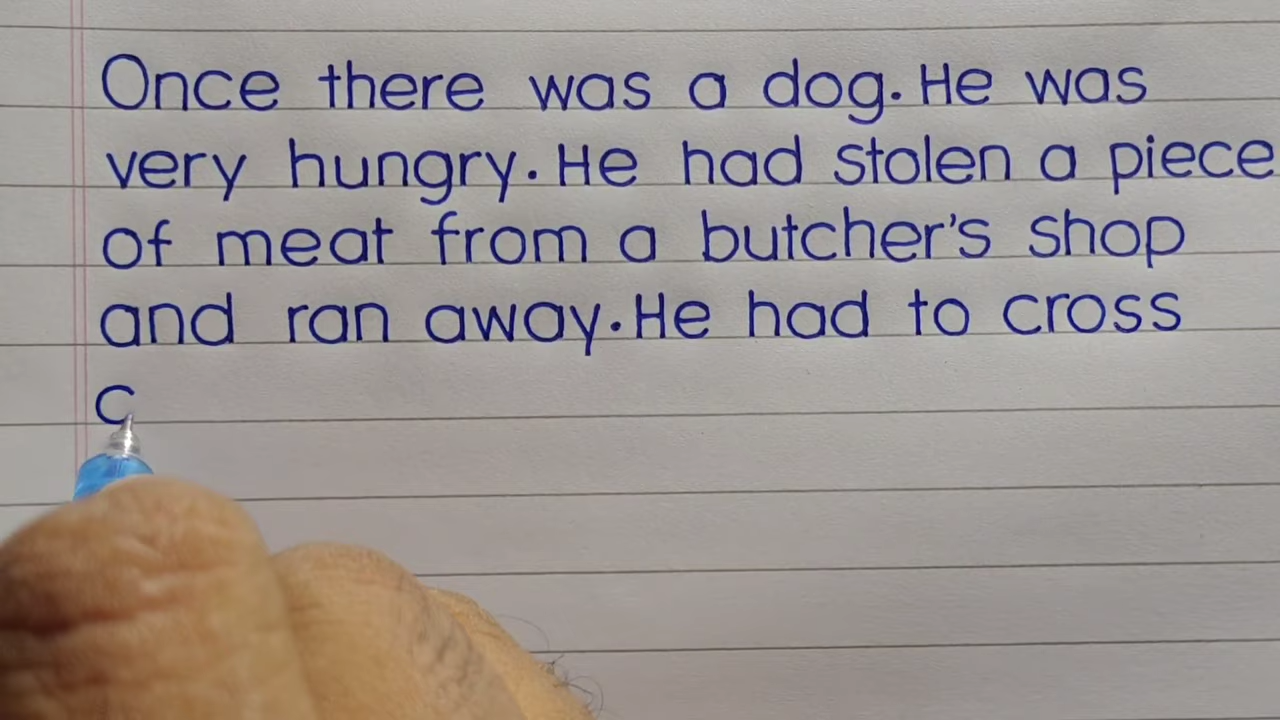 Once there was a dog. He was
very hungry. He had stolen a piece
of meat from a butcher's shop
and ran away. He had to cross